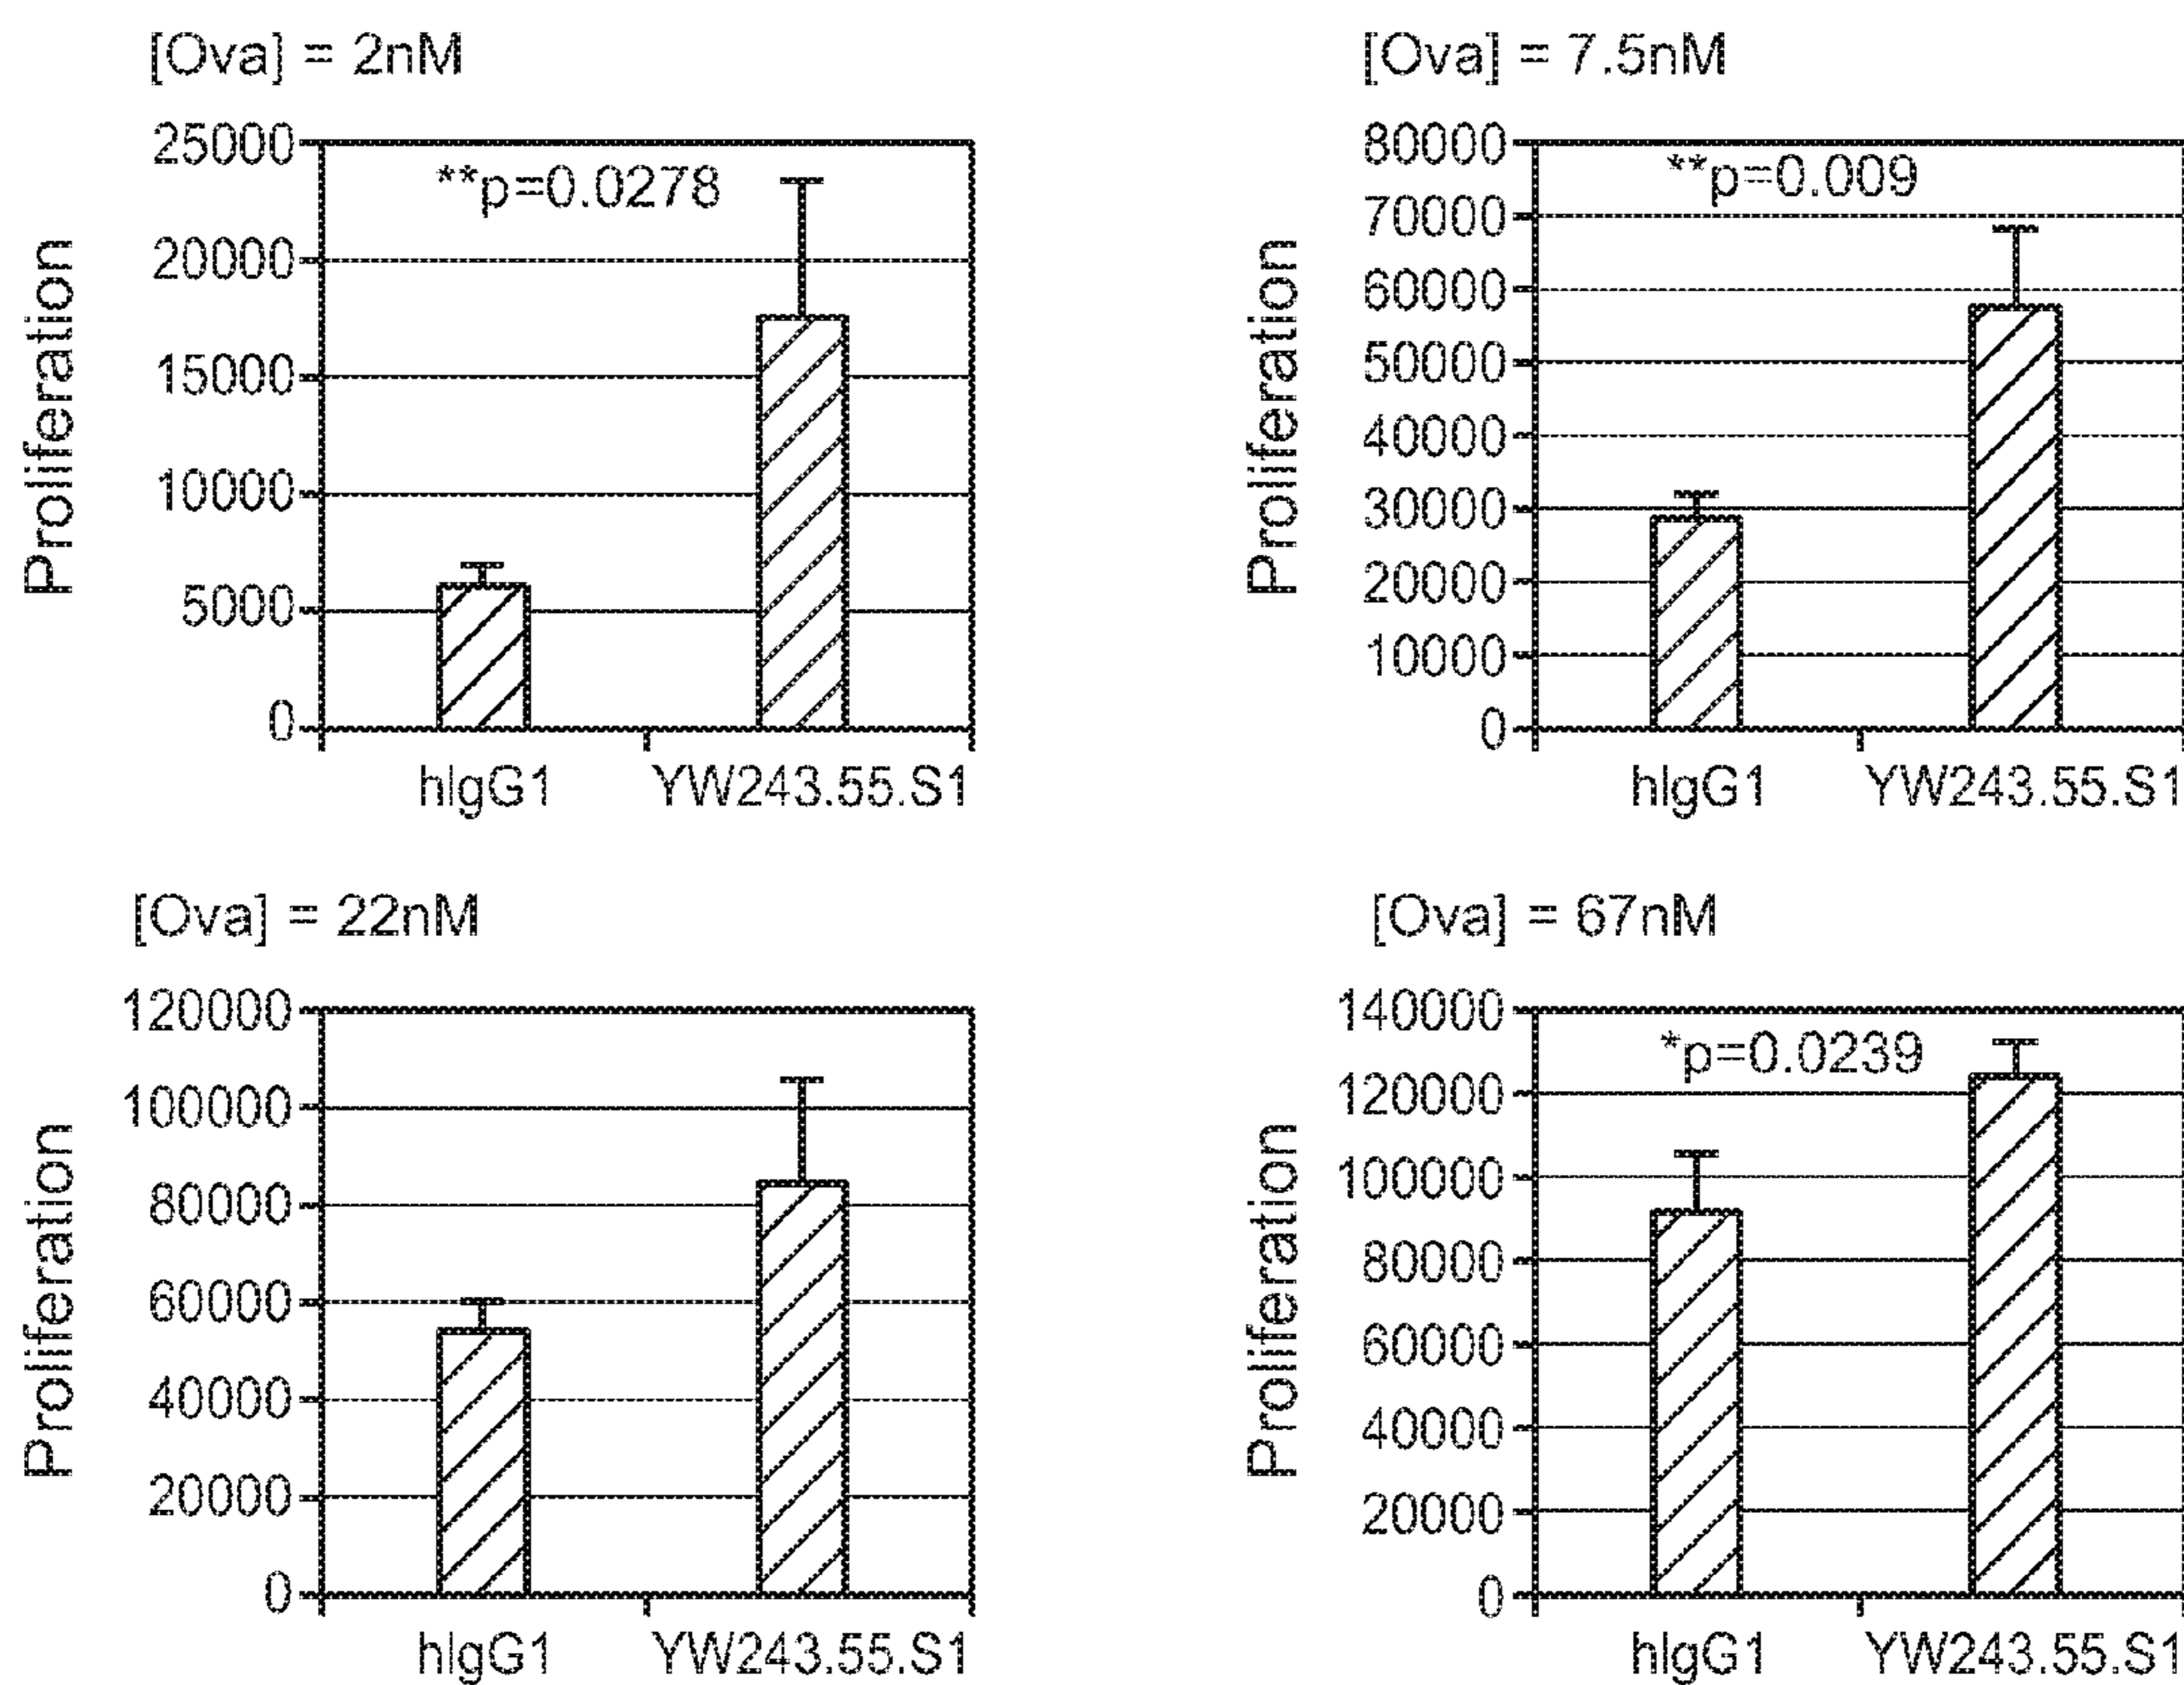 [Ova] = 2nM
Proliferation
25000
20000
15000
10000
5000
0
**p=0.0278
hIgG1 YW243.55.S1
[Ova] = 7.5nM
Proliferation
80000
70000
60000
50000
40000
30000
20000
10000
0
**p=0.009
hIgG1 YW243.55.S1
[Ova] = 22nM
Proliferation
120000
100000
80000
60000
40000
20000
0
hIgG1 YW243.55.S1
[Ova] = 67nM
Proliferation
140000
120000
100000
80000
60000
40000
20000
0
*p=0.0239
hIgG1 YW243.55.S1